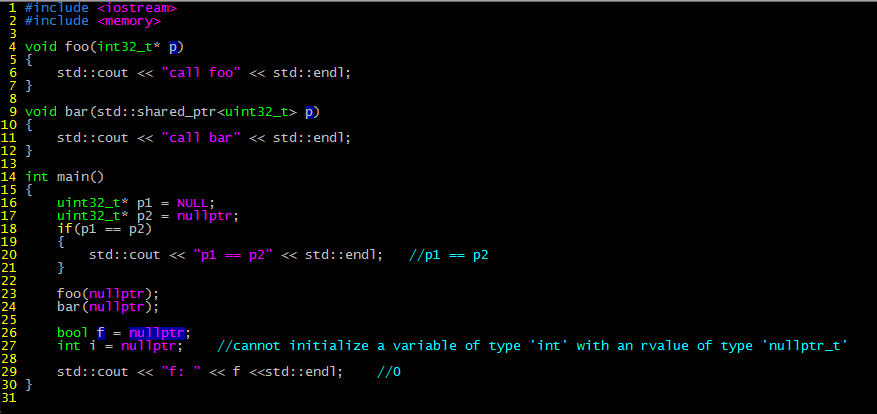 1 #include <iostream>
2 #include <memory>
3
4 void foo(int32_t* p)
5 {
6     std::cout << "call foo" << std::endl;
7 }
8
9 void bar(std::shared_ptr<uint32_t> p)
10 {
11     std::cout << "call bar" << std::endl;
12 }
13
14 int main()
15 {
16     uint32_t* p1 = NULL;
17     uint32_t* p2 = nullptr;
18     if(p1 == p2)
19     {
20         std::cout << "p1 == p2" << std::endl;   //p1 == p2
21     }
22
23     foo(nullptr);
24     bar(nullptr);
25
26     bool f = nullptr;
27     int i = nullptr;    //cannot initialize a variable of type 'int' with an rvalue of type 'nullptr_t'
28
29     std::cout << "f: " << f <<std::endl;    //0
30 }
31